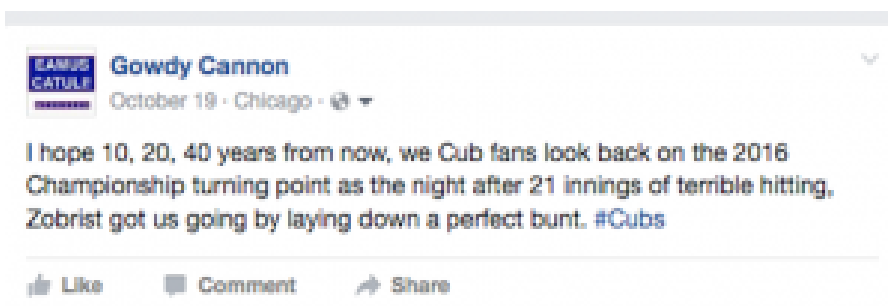 EAMUS
CATULI
Gowdy Cannon
October 19 · Chicago ·
I hope 10, 20, 40 years from now, we Cub fans look back on the 2016
Championship turning point as the night after 21 innings of terrible hitting,
Zobrist got us going by laying down a perfect bunt. #Cubs
Like Comment Share